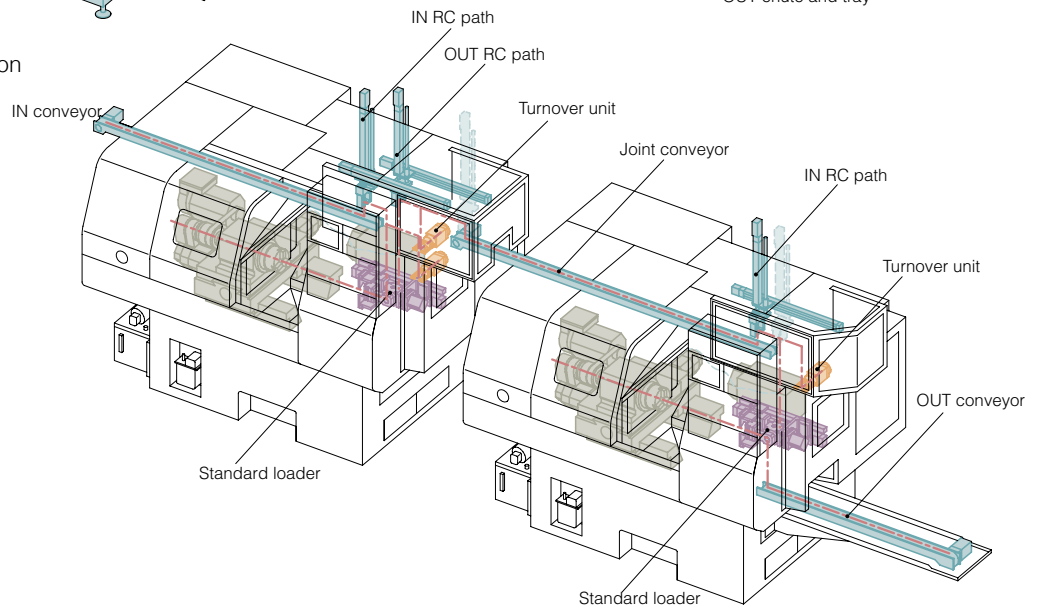 IN RC path
OUT RC path
IN conveyor
Turnover unit
Joint conveyor
IN RC path
Turnover unit
OUT conveyor
Standard loader
Standard loader